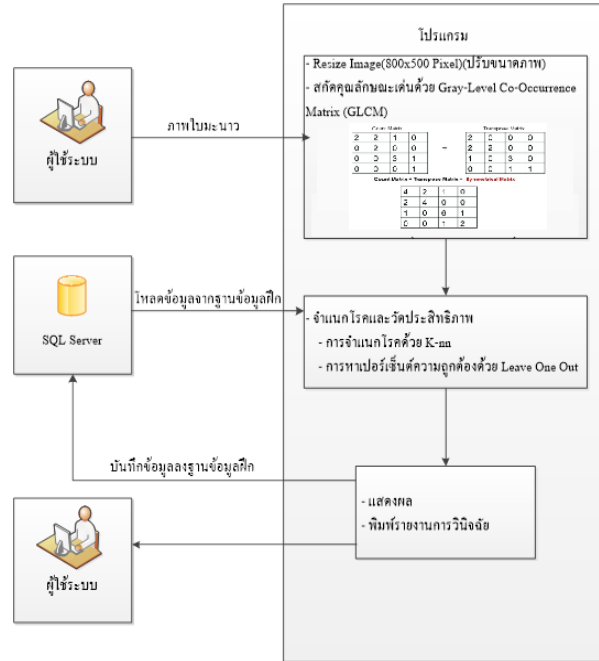 โปรแกรม
- Resize Image(800x500 Pixel)(ปรับขนาดภาพ)
- สกัดคุณลักษณะเด่นด้วย Gray-Level Co-Occurrence
Matrix (GLCM)
Count Matrix
2 2 1 0
0 2 0 0
0 0 3 1
0 0 0 1
Transpose Matrix
2 0 0 0
2 2 0 0
1 0 3 0
0 0 1 1
Count Matrix + Transpose Matrix =
4 2 1 0
2 4 0 0
1 0 6 1
0 0 1 2
ผู้ใช้ระบบ
ภาพใบมะนาว
SQL Server
โหลดข้อมูลจากฐานข้อมูลฝึก
- จำแนกโรคและวัดประสิทธิภาพ
- การจำแนกโรคด้วย K-nn
- การหาเปอร์เซ็นต์ความถูกต้องด้วย Leave One Out
บันทึกข้อมูลลงฐานข้อมูลฝึก
- แสดงผล
- พิมพ์รายงานการวินิจฉัย
ผู้ใช้ระบบ